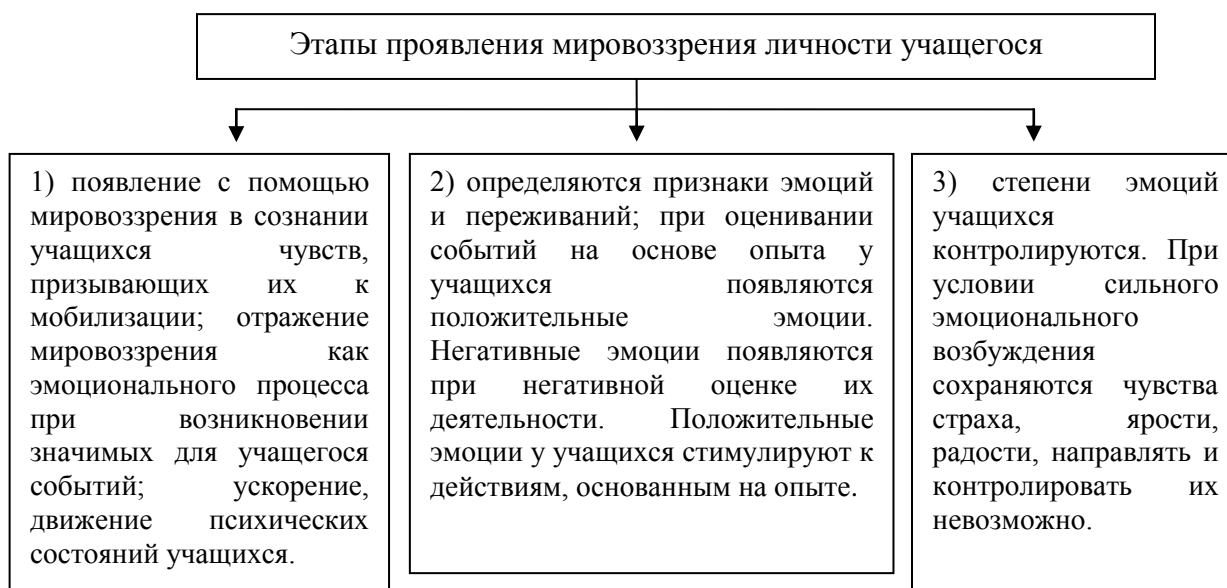 Этапы проявления мировоззрения личности учащегося
1) появление с помощью
мировоззрения в сознании
учащихся чувств,
призывающих их к
мобилизации; отражение
мировоззрения как
эмоционального процесса
при возникновении
значимых для учащегося
событий; ускорение,
движение психических
состояний учащихся.
2) определяются признаки эмоций
и переживаний; при оценивании
событий на основе опыта у
учащихся появляются
положительные эмоции.
Негативные эмоции появляются
при негативной оценке их
деятельности. Положительные
эмоции у учащихся стимулируют к
действиям, основанным на опыте.
3) степени эмоций
учащихся
контролируются. При
условии сильного
эмоционального
возбуждения
сохраняются чувства
страха, ярости,
радости, направлять и
контролировать их
невозможно.